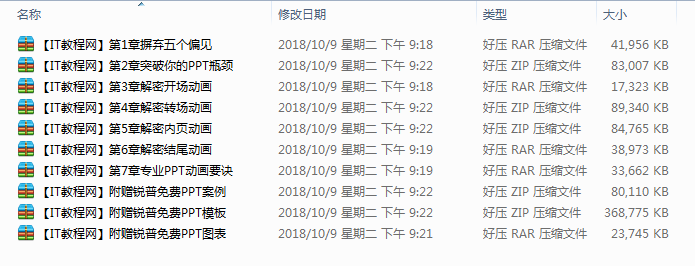 名称 修改日期 类型 大小
【IT教程网】第1章摒弃五个偏见 2018/10/9 星期二 下午 9:18 好压 RAR 压缩文件 41,956 KB
【IT教程网】第2章突破你的PPT瓶颈 2018/10/9 星期二 下午 9:22 好压 ZIP 压缩文件 83,007 KB
【IT教程网】第3章解密开场动画 2018/10/9 星期二 下午 9:18 好压 RAR 压缩文件 17,323 KB
【IT教程网】第4章解密转场动画 2018/10/9 星期二 下午 9:22 好压 ZIP 压缩文件 89,340 KB
【IT教程网】第5章解密内页动画 2018/10/9 星期二 下午 9:22 好压 ZIP 压缩文件 84,765 KB
【IT教程网】第6章解密结尾动画 2018/10/9 星期二 下午 9:19 好压 RAR 压缩文件 38,973 KB
【IT教程网】第7章专业PPT动画要诀 2018/10/9 星期二 下午 9:19 好压 RAR 压缩文件 33,662 KB
【IT教程网】附赠锐普免费PPT案例 2018/10/9 星期二 下午 9:22 好压 ZIP 压缩文件 80,110 KB
【IT教程网】附赠锐普免费PPT模板 2018/10/9 星期二 下午 9:22 好压 ZIP 压缩文件 368,775 KB
【IT教程网】附赠锐普免费PPT图表 2018/10/9 星期二 下午 9:21 好压 RAR 压缩文件 23,745 KB